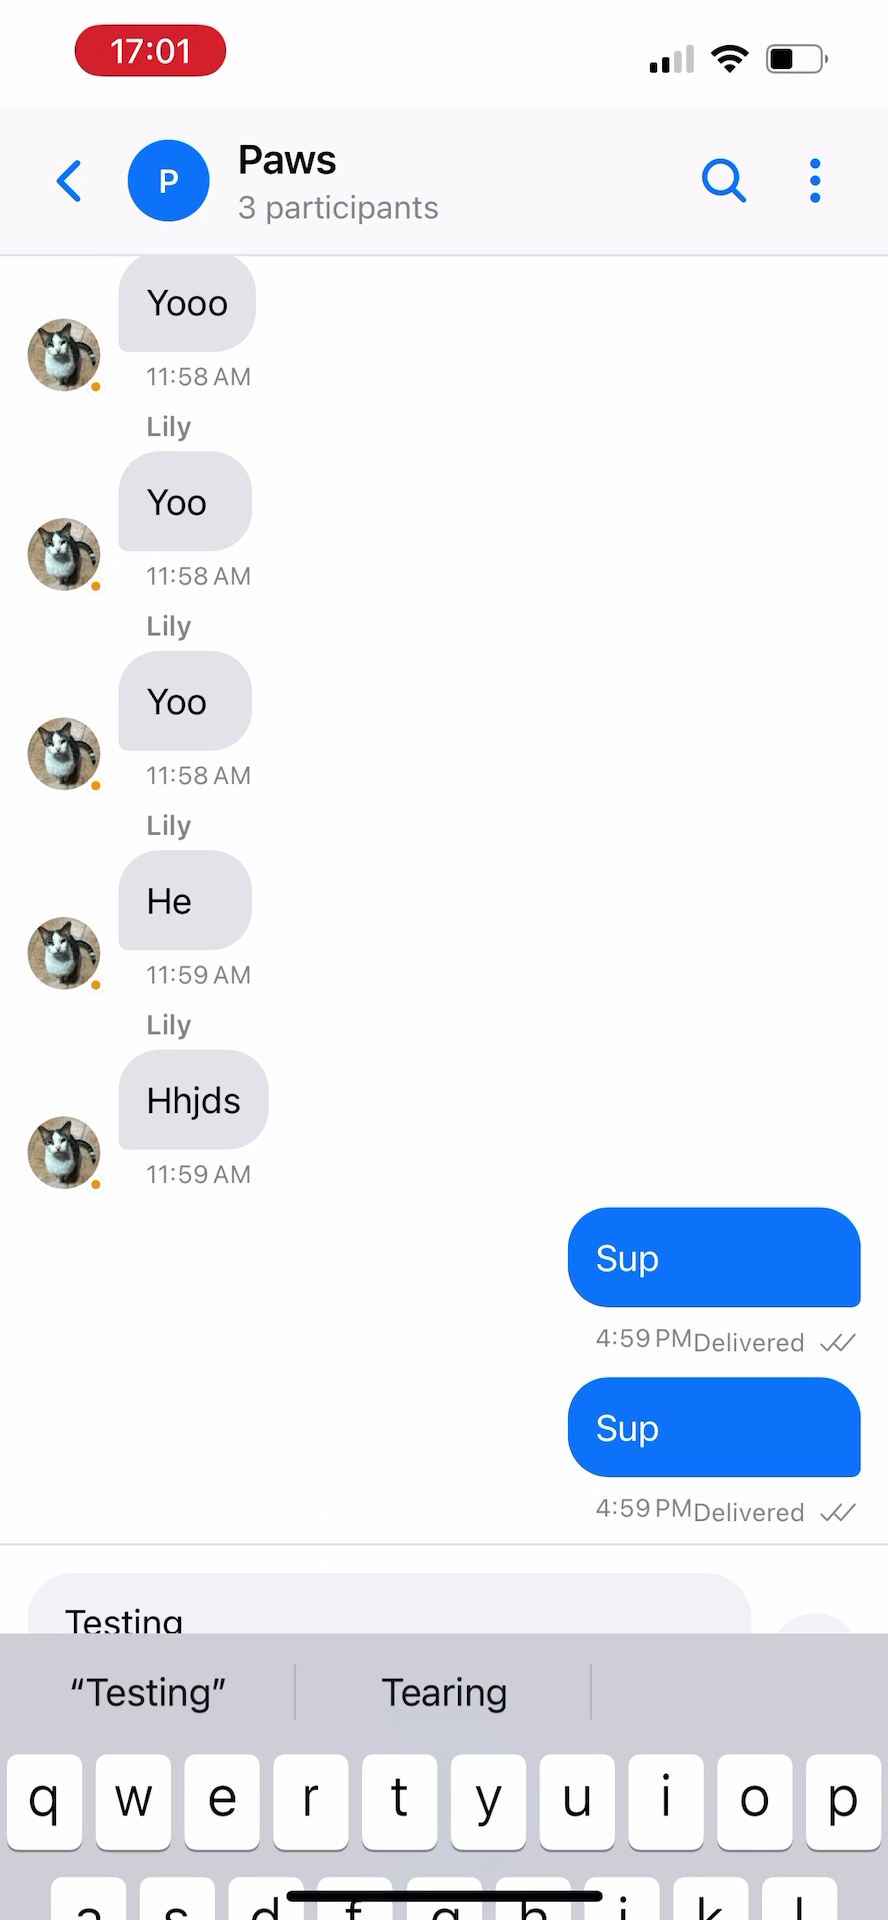 17:01
P
Paws
3 participants
Yooo
11:58 AM
Lily
Yoo
11:58 AM
Lily
Yoo
11:58 AM
Lily
He
11:59 AM
Lily
Hhjds
11:59 AM
Sup
4:59 PM Delivered
Sup
4:59 PM Delivered
Testing
“Testing” Tearing
q w e r t y u i o p
a s d f g h j k l